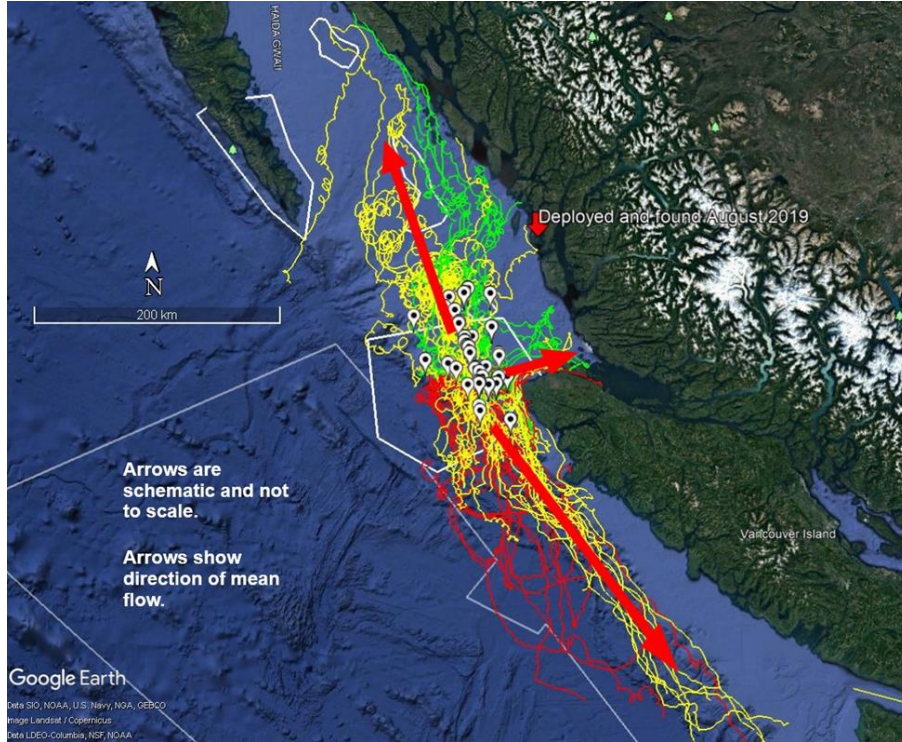 HAIDA GWAII
Deployed and found August 2019
N
200 km
Arrows are
schematic and not
to scale.
Arrows show
direction of mean
flow.
Vancouver Island
Google Earth
Data SIO, NOAA, U.S. Navy, NGA, GEBCO
Image Landsat / Copernicus
Data LDEO-Columbia, NSF, NOAA